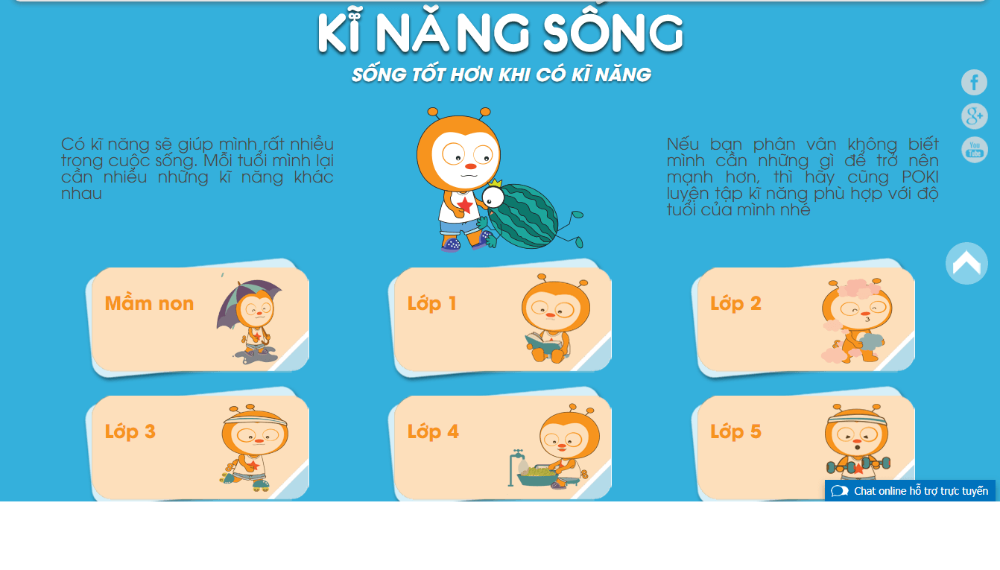 KĨ NĂNG SỐNG
SỐNG TỐT HƠN KHI CÓ KĨ NĂNG
Có kĩ năng sẽ giúp mình rất nhiều
trong cuộc sống. Mỗi tuổi mình lại
cần nhiều những kĩ năng khác
nhau
Nếu bạn phân vân không biết
mình cần những gì để trở nên
mạnh hơn, thì hãy cũng POKI
luyện tập kĩ năng phù hợp với độ
tuổi của mình nhé
f
g+
You
Tube
Mầm non
Lớp 1
Lớp 2
Lớp 3
Lớp 4
Lớp 5
Chat online hỗ trợ trực tuyến